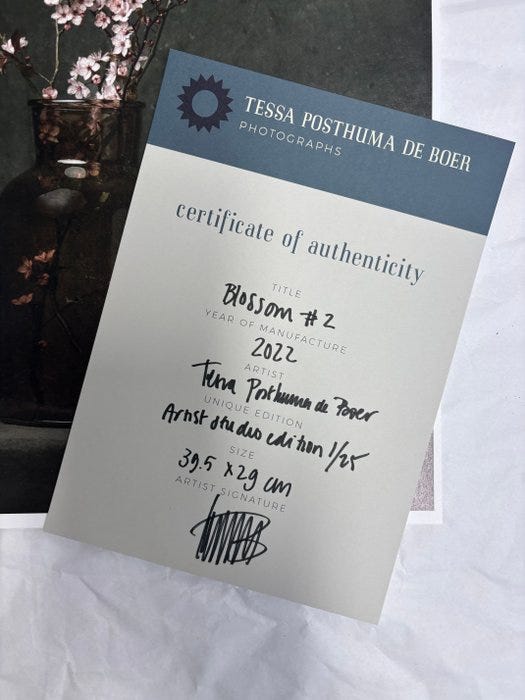 TESSA POSTHUMA DE BOER
PHOTOGRAPHS
certificate of authenticity
TITLE
Blossom #2
YEAR OF MANUFACTURE
2022
ARTIST
Tessa Posthuma de Boer
UNIQUE EDITION
Artist studio edition 1/25
SIZE
39.5 x 29 cm
ARTIST SIGNATURE